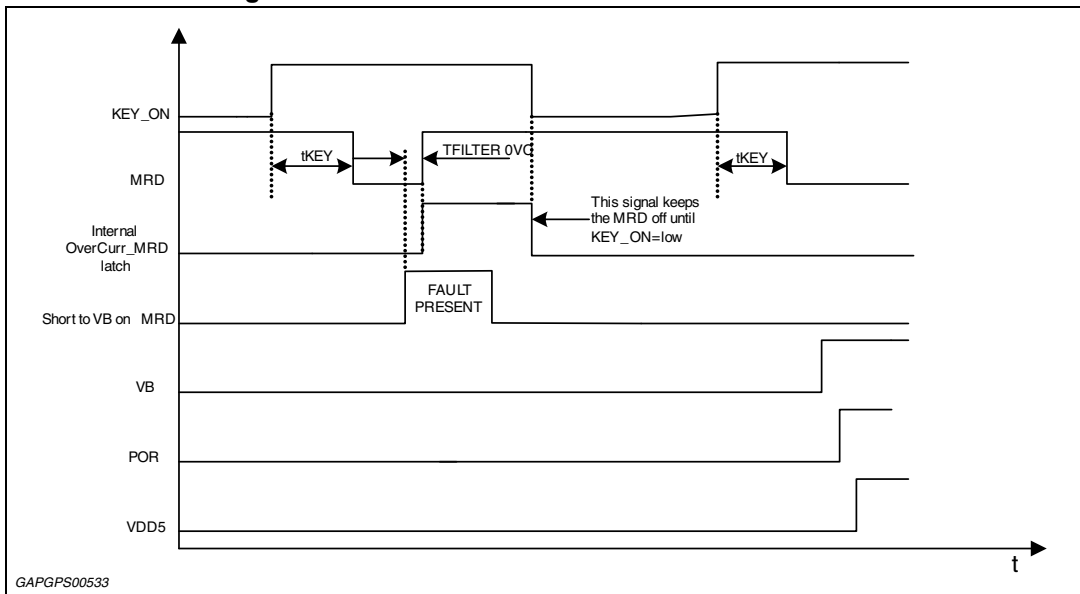 KEY_ON
tKEY
TFILTER 0VC
tKEY
MRD
This signal keeps
the MRD off until
KEY_ON=low
Internal
OverCurr_MRD
latch
FAULT
PRESENT
Short to VB on MRD
VB
POR
VDD5
t
GAPGPS00533